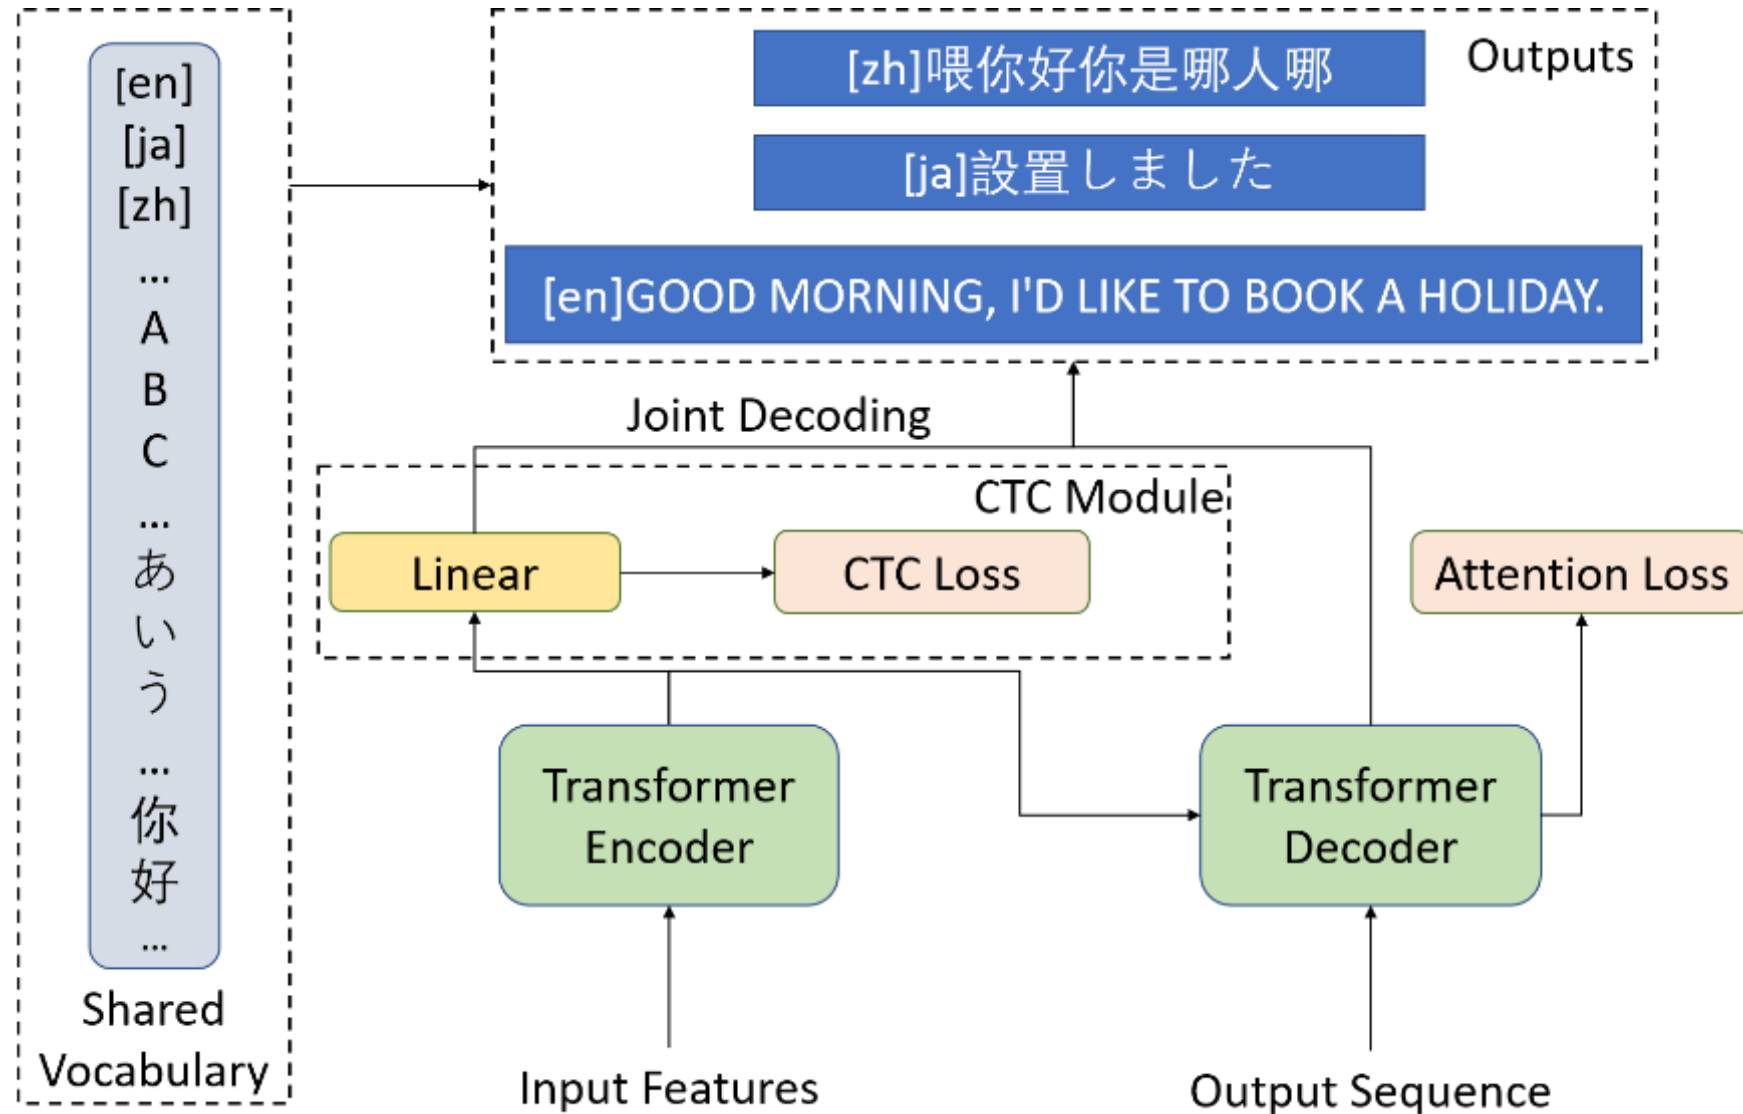 [en]
[ja]
[zh]
...
A
B
C
...
あ
い
う
...
你
好
...
Shared
Vocabulary
Outputs
[zh]喂你好你是哪人哪
[ja]設置しました
[en]GOOD MORNING, I'D LIKE TO BOOK A HOLIDAY.
Joint Decoding
CTC Module
Linear
CTC Loss
Attention Loss
Transformer
Encoder
Transformer
Decoder
Input Features
Output Sequence